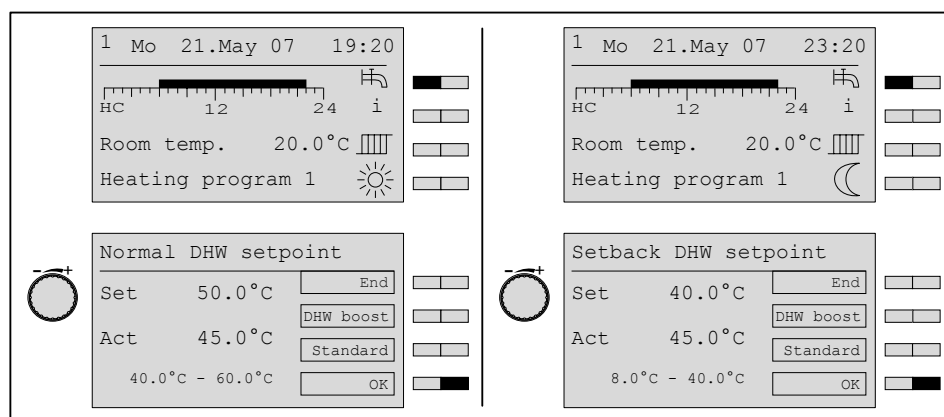 1 Mo 21.May 07 19:20
HC 12 24 i
Room temp. 20.0°C
Heating program 1
Normal DHW setpoint
Set 50.0°C End
DHW boost
Act 45.0°C Standard
40.0°C - 60.0°C OK
- +
1 Mo 21.May 07 23:20
HC 12 24 i
Room temp. 20.0°C
Heating program 1
Setback DHW setpoint
Set 40.0°C End
DHW boost
Act 45.0°C Standard
8.0°C - 40.0°C OK
- +